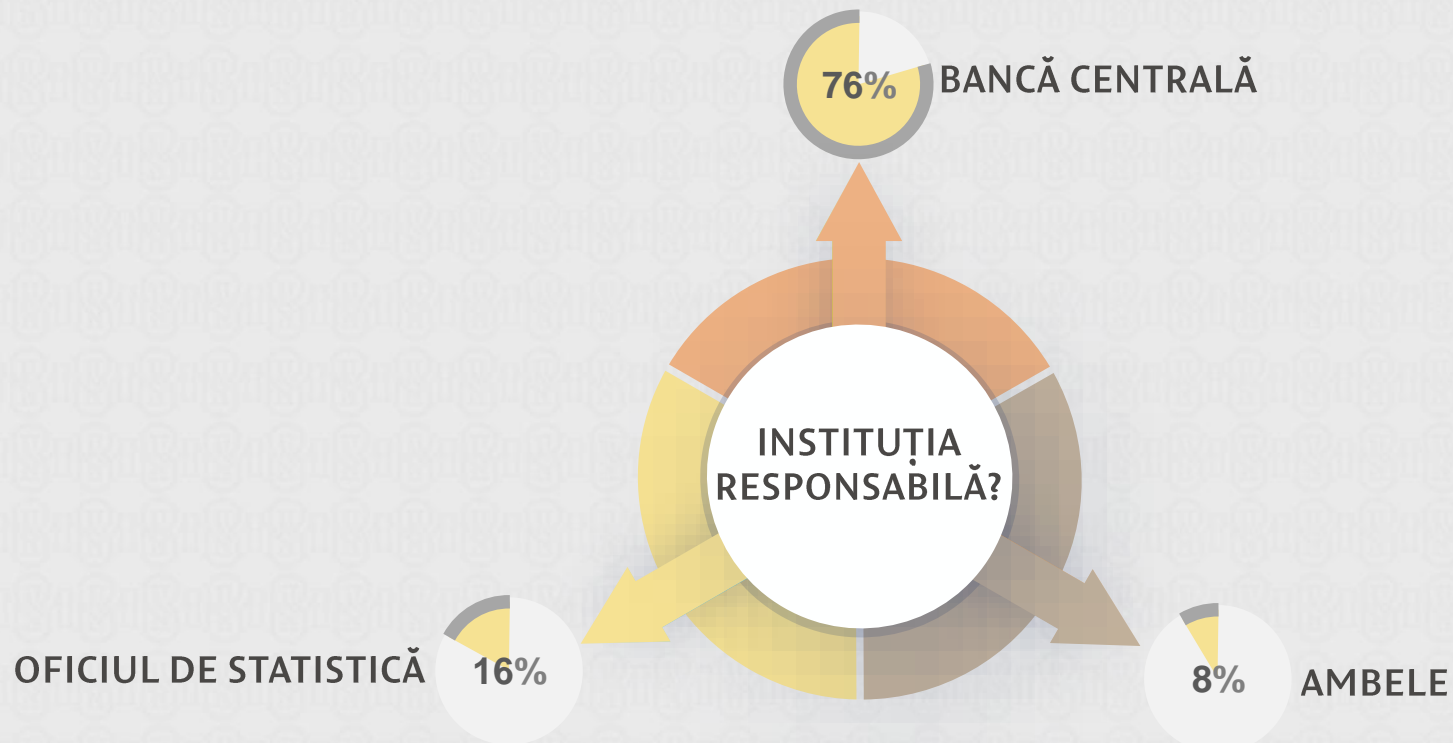 76%
BANCĂ CENTRALĂ
INSTITUȚIA
RESPONSABILĂ?
OFICIUL DE STATISTICĂ
16%
8%
AMBELE